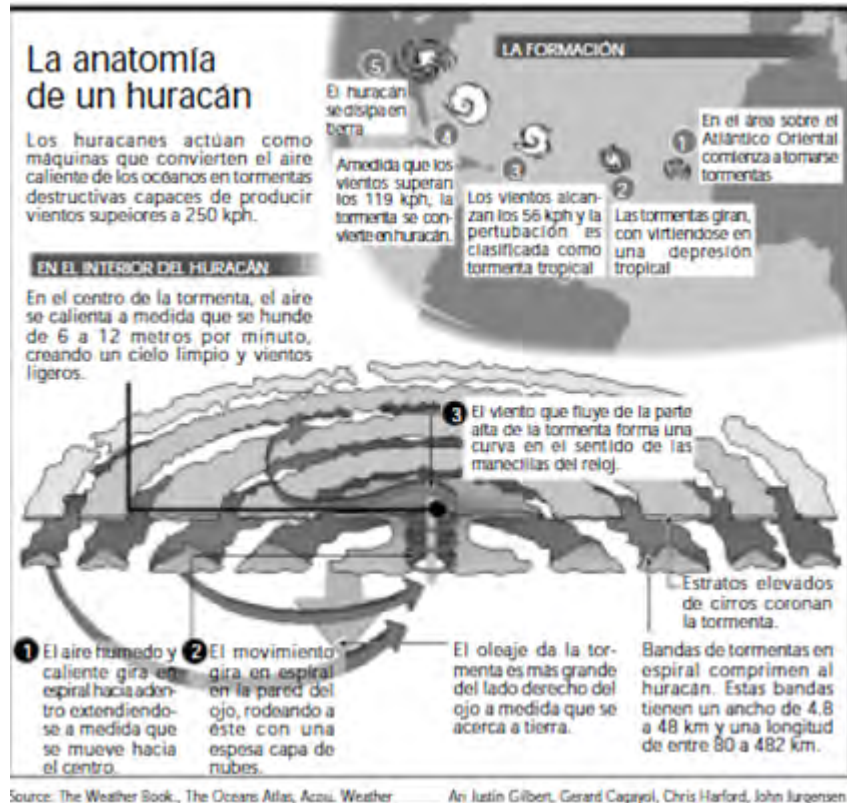 La anatomía
de un huracán
Los huracanes actúan como
máquinas que convierten el aire
caliente de los océanos en tormentas
destructivas capaces de producir
vientos supeiores a 250 kph.
LA FORMACIÓN
1
En el área sobre el
Atlántico Oriental
comienza a tomarse
tormentas
2
Las tormentas giran,
con virtiendose en
una depresión
tropical
3
Los vientos alcan-
zan los 56 kph y la
pertubación es
clasificada como
tormenta tropical
4
Amedida que los
vientos superan
los 119 kph, la
tormenta se con-
vierte en huracán.
5
El huracán
se disipa en
tierra
EN EL INTERIOR DEL HURACÁN
En el centro de la tormenta, el aire
se calienta a medida que se hunde
de 6 a 12 metros por minuto,
creando un cielo limpio y vientos
ligeros.
3 El viento que fluye de la parte
alta de la tormenta forma una
curva en el sentido de las
manecillas del reloj.
Estratos elevados
de cirros coronan
la tormenta.
1 El aire humedo y
caliente gira en
espiral hacia aden-
tro extendiendo-
se a medida que
se mueve hacia
el centro.
2 El movimiento
gira en espiral
en la pared del
ojo, rodeando a
éste con una
espesa capa de
nubes.
El oleaje da la tor-
menta es más grande
del lado derecho del
ojo a medida que se
acerca a tierra.
Bandas de tormentas en
espiral comprimen al
huracán. Estas bandas
tienen un ancho de 4.8
a 48 km y una longitud
de entre 80 a 482 km.
Source: The Weather Book., The Oceans Atlas, Accu. Weather
Ari Justin Gilbert, Gerard Chris Harford, John Jurgensen